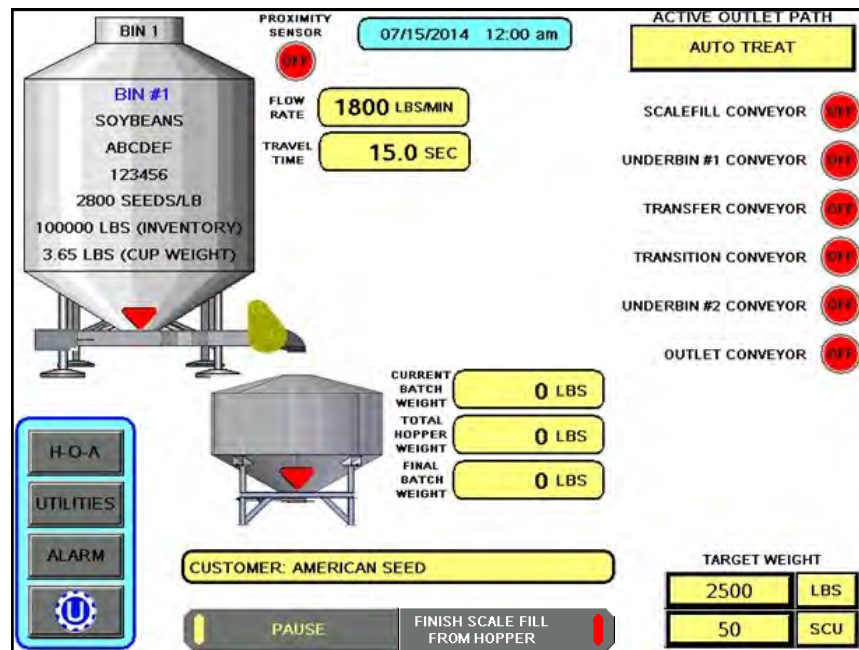 BIN 1
PROXIMITY
SENSOR
OFF
07/15/2014 12:00 am
ACTIVE OUTLET PATH
AUTO TREAT
BIN #1
SOYBEANS
ABCDEF
123456
2800 SEEDS/LB
100000 LBS (INVENTORY)
3.65 LBS (CUP WEIGHT)
FLOW
RATE
1800 LBS/MIN
TRAVEL
TIME
15.0 SEC
SCALEFILL CONVEYOR OFF
UNDERBIN #1 CONVEYOR OFF
TRANSFER CONVEYOR OFF
TRANSITION CONVEYOR OFF
UNDERBIN #2 CONVEYOR OFF
OUTLET CONVEYOR OFF
CURRENT
BATCH
WEIGHT
0 LBS
TOTAL
HOPPER
WEIGHT
0 LBS
FINAL
BATCH
WEIGHT
0 LBS
H-O-A
UTILITIES
ALARM
U
CUSTOMER: AMERICAN SEED
PAUSE
FINISH SCALE FILL
FROM HOPPER
TARGET WEIGHT
2500 LBS
50 SCU